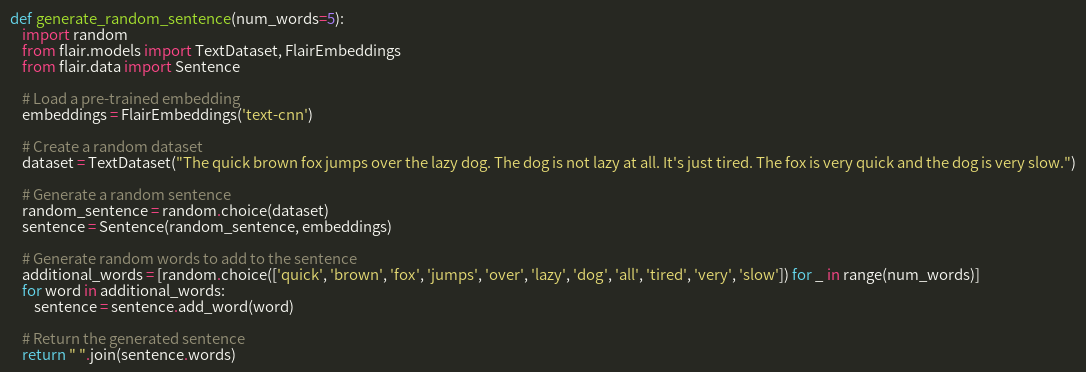 def generate_random_sentence(num_words=5):
    import random
    from flair.models import TextDataset, FlairEmbeddings
    from flair.data import Sentence

    # Load a pre-trained embedding
    embeddings = FlairEmbeddings('text-cnn')

    # Create a random dataset
    dataset = TextDataset("The quick brown fox jumps over the lazy dog. The dog is not lazy at all. It's just tired. The fox is very quick and the dog is very slow.")

    # Generate a random sentence
    random_sentence = random.choice(dataset)
    sentence = Sentence(random_sentence, embeddings)

    # Generate random words to add to the sentence
    additional_words = [random.choice(['quick', 'brown', 'fox', 'jumps', 'over', 'lazy', 'dog', 'all', 'tired', 'very', 'slow']) for _ in range(num_words)]
    for word in additional_words:
        sentence = sentence.add_word(word)

    # Return the generated sentence
    return " ".join(sentence.words)